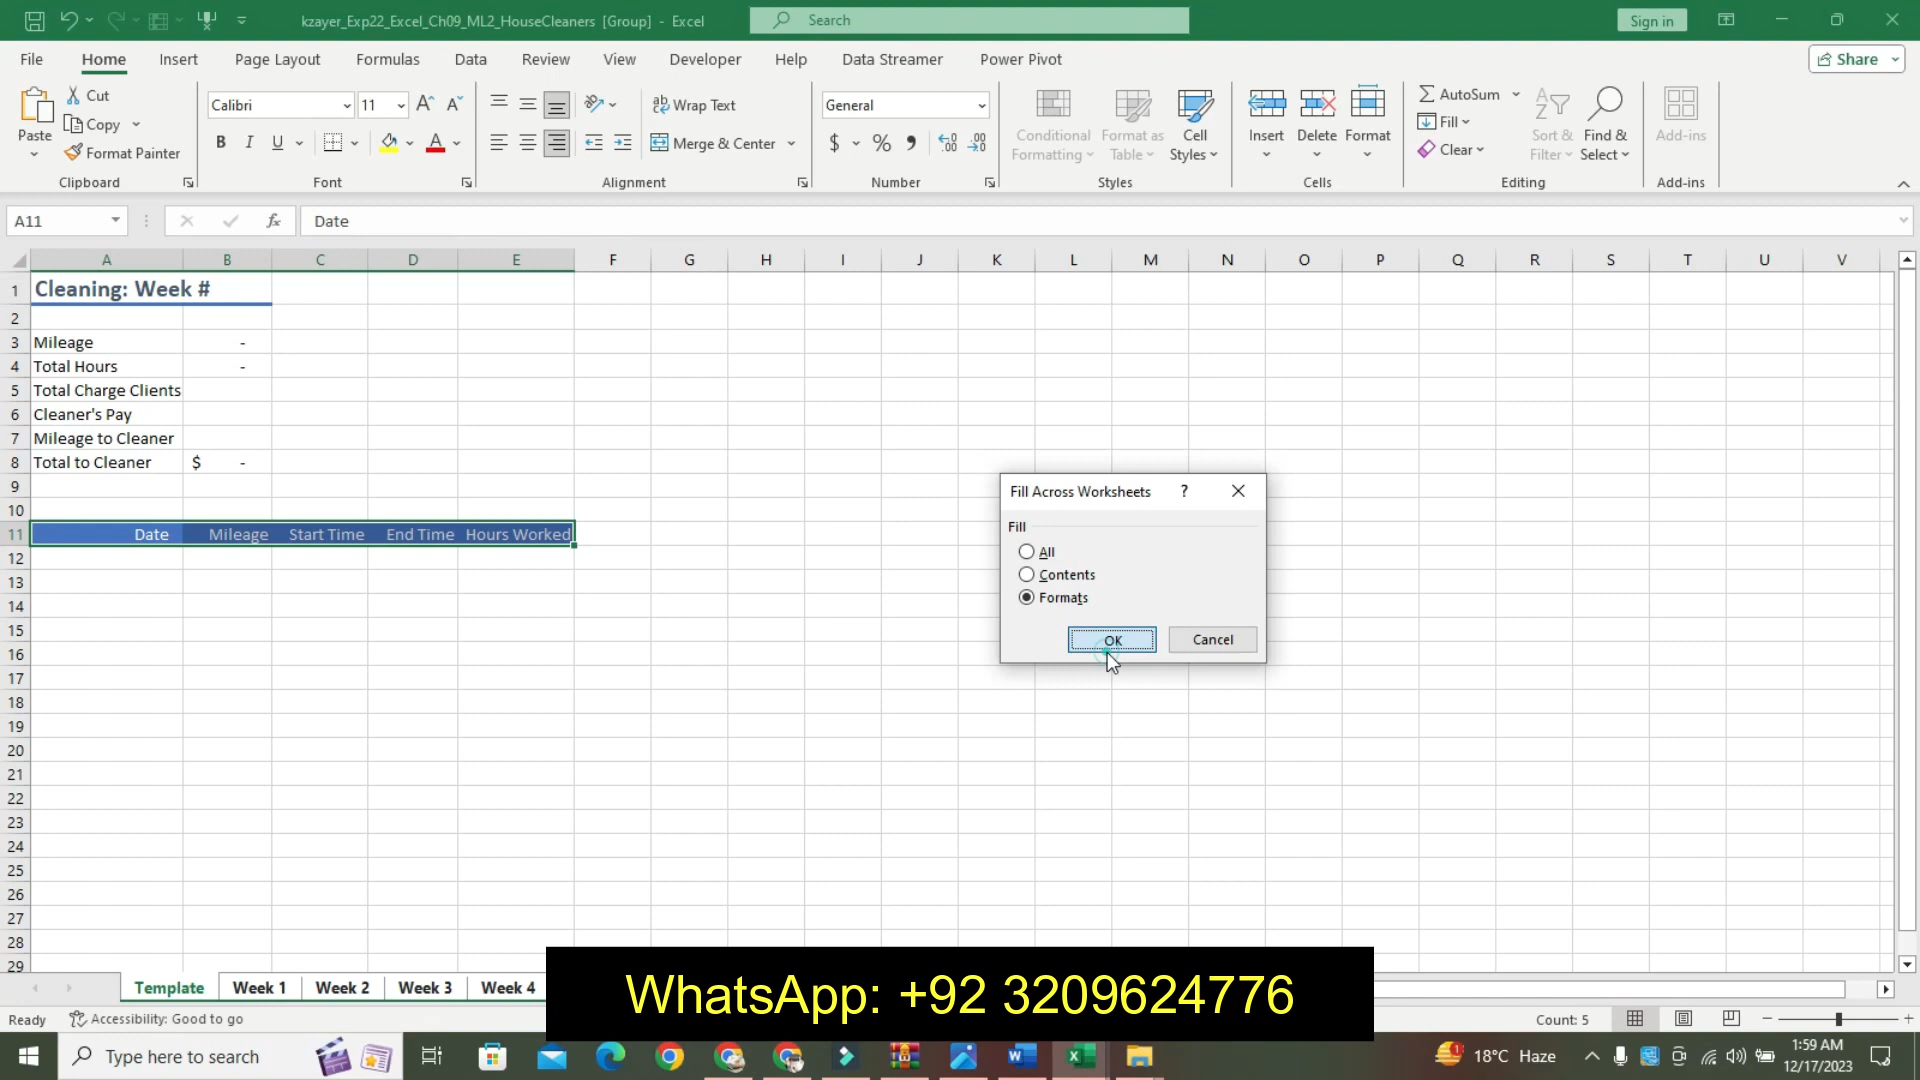 kzayer_Exp22_Excel_Ch09_ML2_HouseCleaners [Group] - Excel
Search
Sign in
File Home Insert Page Layout Formulas Data Review View Developer Help Data Streamer Power Pivot
Share
Paste
Cut
Copy
Format Painter
Clipboard
Calibri 11
B I U
Font
Wrap Text
Merge & Center
Alignment
General
$ % ,
Number
Conditional Formatting
Format as Table
Cell Styles
Styles
Insert Delete Format
Cells
AutoSum
Fill
Clear
Sort & Filter
Find & Select
Editing
Add-ins
Add-ins
A11
fx
Date
A B C D E F G H I J K L M N O P Q R S T U V
1 Cleaning: Week #
2
3 Mileage -
4 Total Hours -
5 Total Charge Clients
6 Cleaner's Pay
7 Mileage to Cleaner
8 Total to Cleaner $ -
9
10
11 Date Mileage Start Time End Time Hours Worked
12
13
14
15
16
17
18
19
20
21
22
23
24
25
26
27
28
29
Fill Across Worksheets ?
Fill
All
Contents
Formats
OK Cancel
Template Week 1 Week 2 Week 3 Week 4
WhatsApp: +92 3209624776
Ready
Accessibility: Good to go
Count: 5
Type here to search
18°C Haze
1:59 AM
12/17/2023